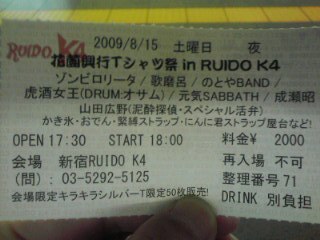 RUIDO K4
2009/8/15 土曜日 夜
興行Tシャツ祭 in RUIDO K4
ゾンビロリータ / 歌磨呂 / のとやBAND /
虎酒女王(DRUM:オサム) / 元気SABBATH / 成瀬昭
山田広野(泥酔探偵・スペシャル活弁)
かき氷・おでん・緊縛ストラップ・にんに君ストラップ屋台など)
OPEN 17:30 START 18:00 料金¥ 2000
会場 新宿RUIDO K4 再入場 不可
(問) : 03-5292-5125 整理番号 71
会場限定キラキラシルバーT限定50枚販売! DRINK 別負担